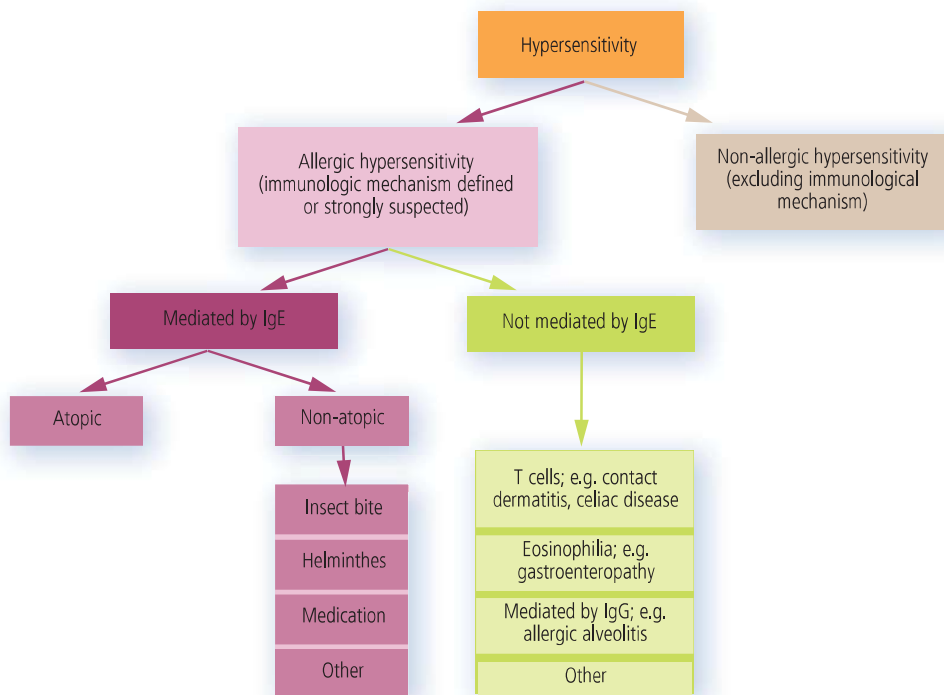 Hypersensitivity
Allergic hypersensitivity
(immunologic mechanism defined
or strongly suspected)
Non-allergic hypersensitivity
(excluding immunological
mechanism)
Mediated by IgE
Not mediated by IgE
Atopic
Non-atopic
Insect bite
Helminthes
Medication
Other
T cells; e.g. contact
dermatitis, celiac disease
Eosinophilia; e.g.
gastroenteropathy
Mediated by IgG; e.g.
allergic alveolitis
Other